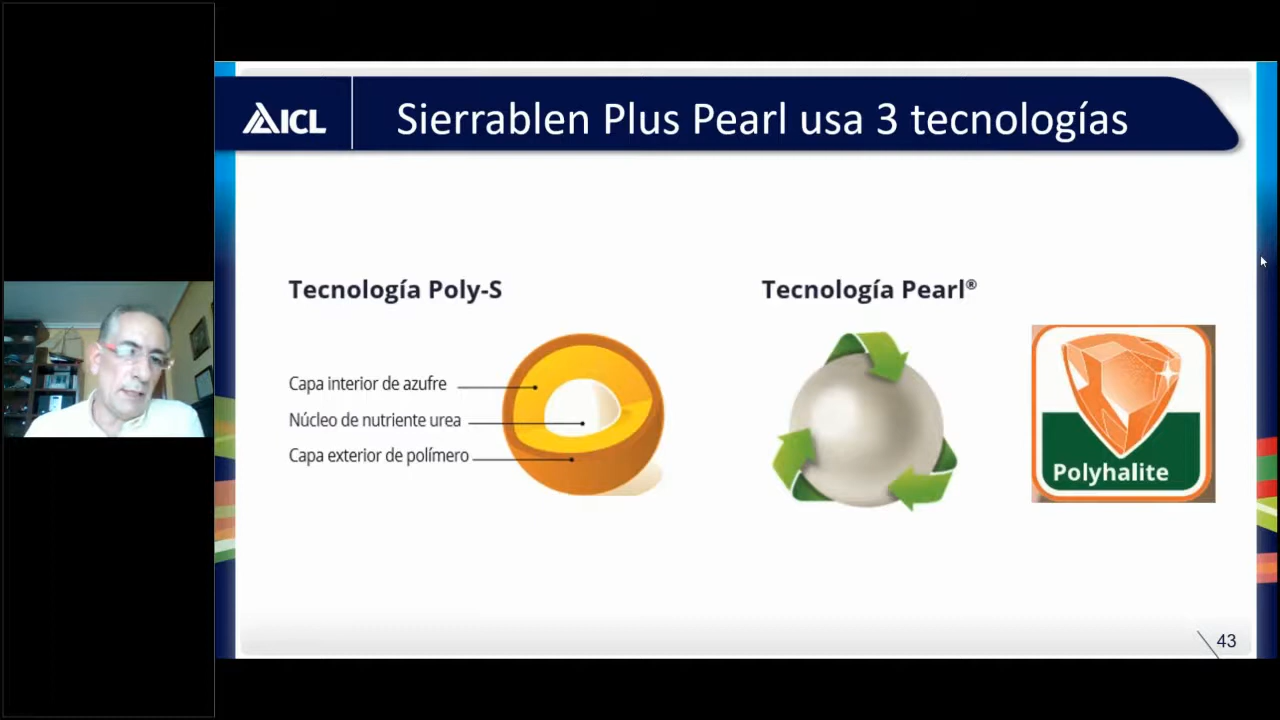 ICL
Sierrablen Plus Pearl usa 3 tecnologías
Tecnología Poly-S
Capa interior de azufre
Núcleo de nutriente urea
Capa exterior de polímero
Tecnología Pearl®
Polyhalite
43